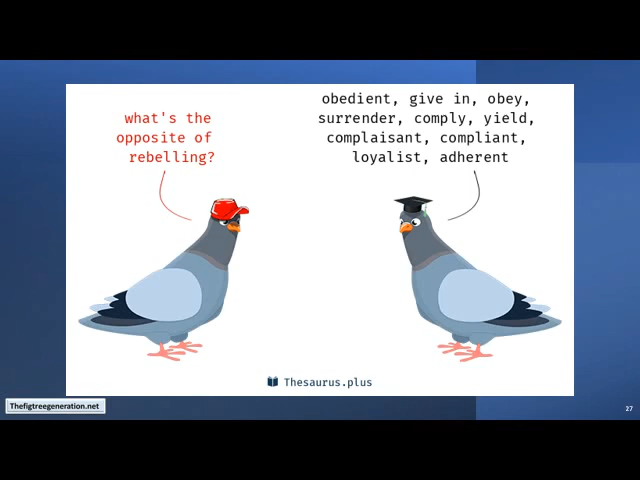 what's the
opposite of
rebelling?
obedient, give in, obey,
surrender, comply, yield,
complaisant, compliant,
loyalist, adherent
Thesaurus.plus
Thefigtreegeneration.net
27